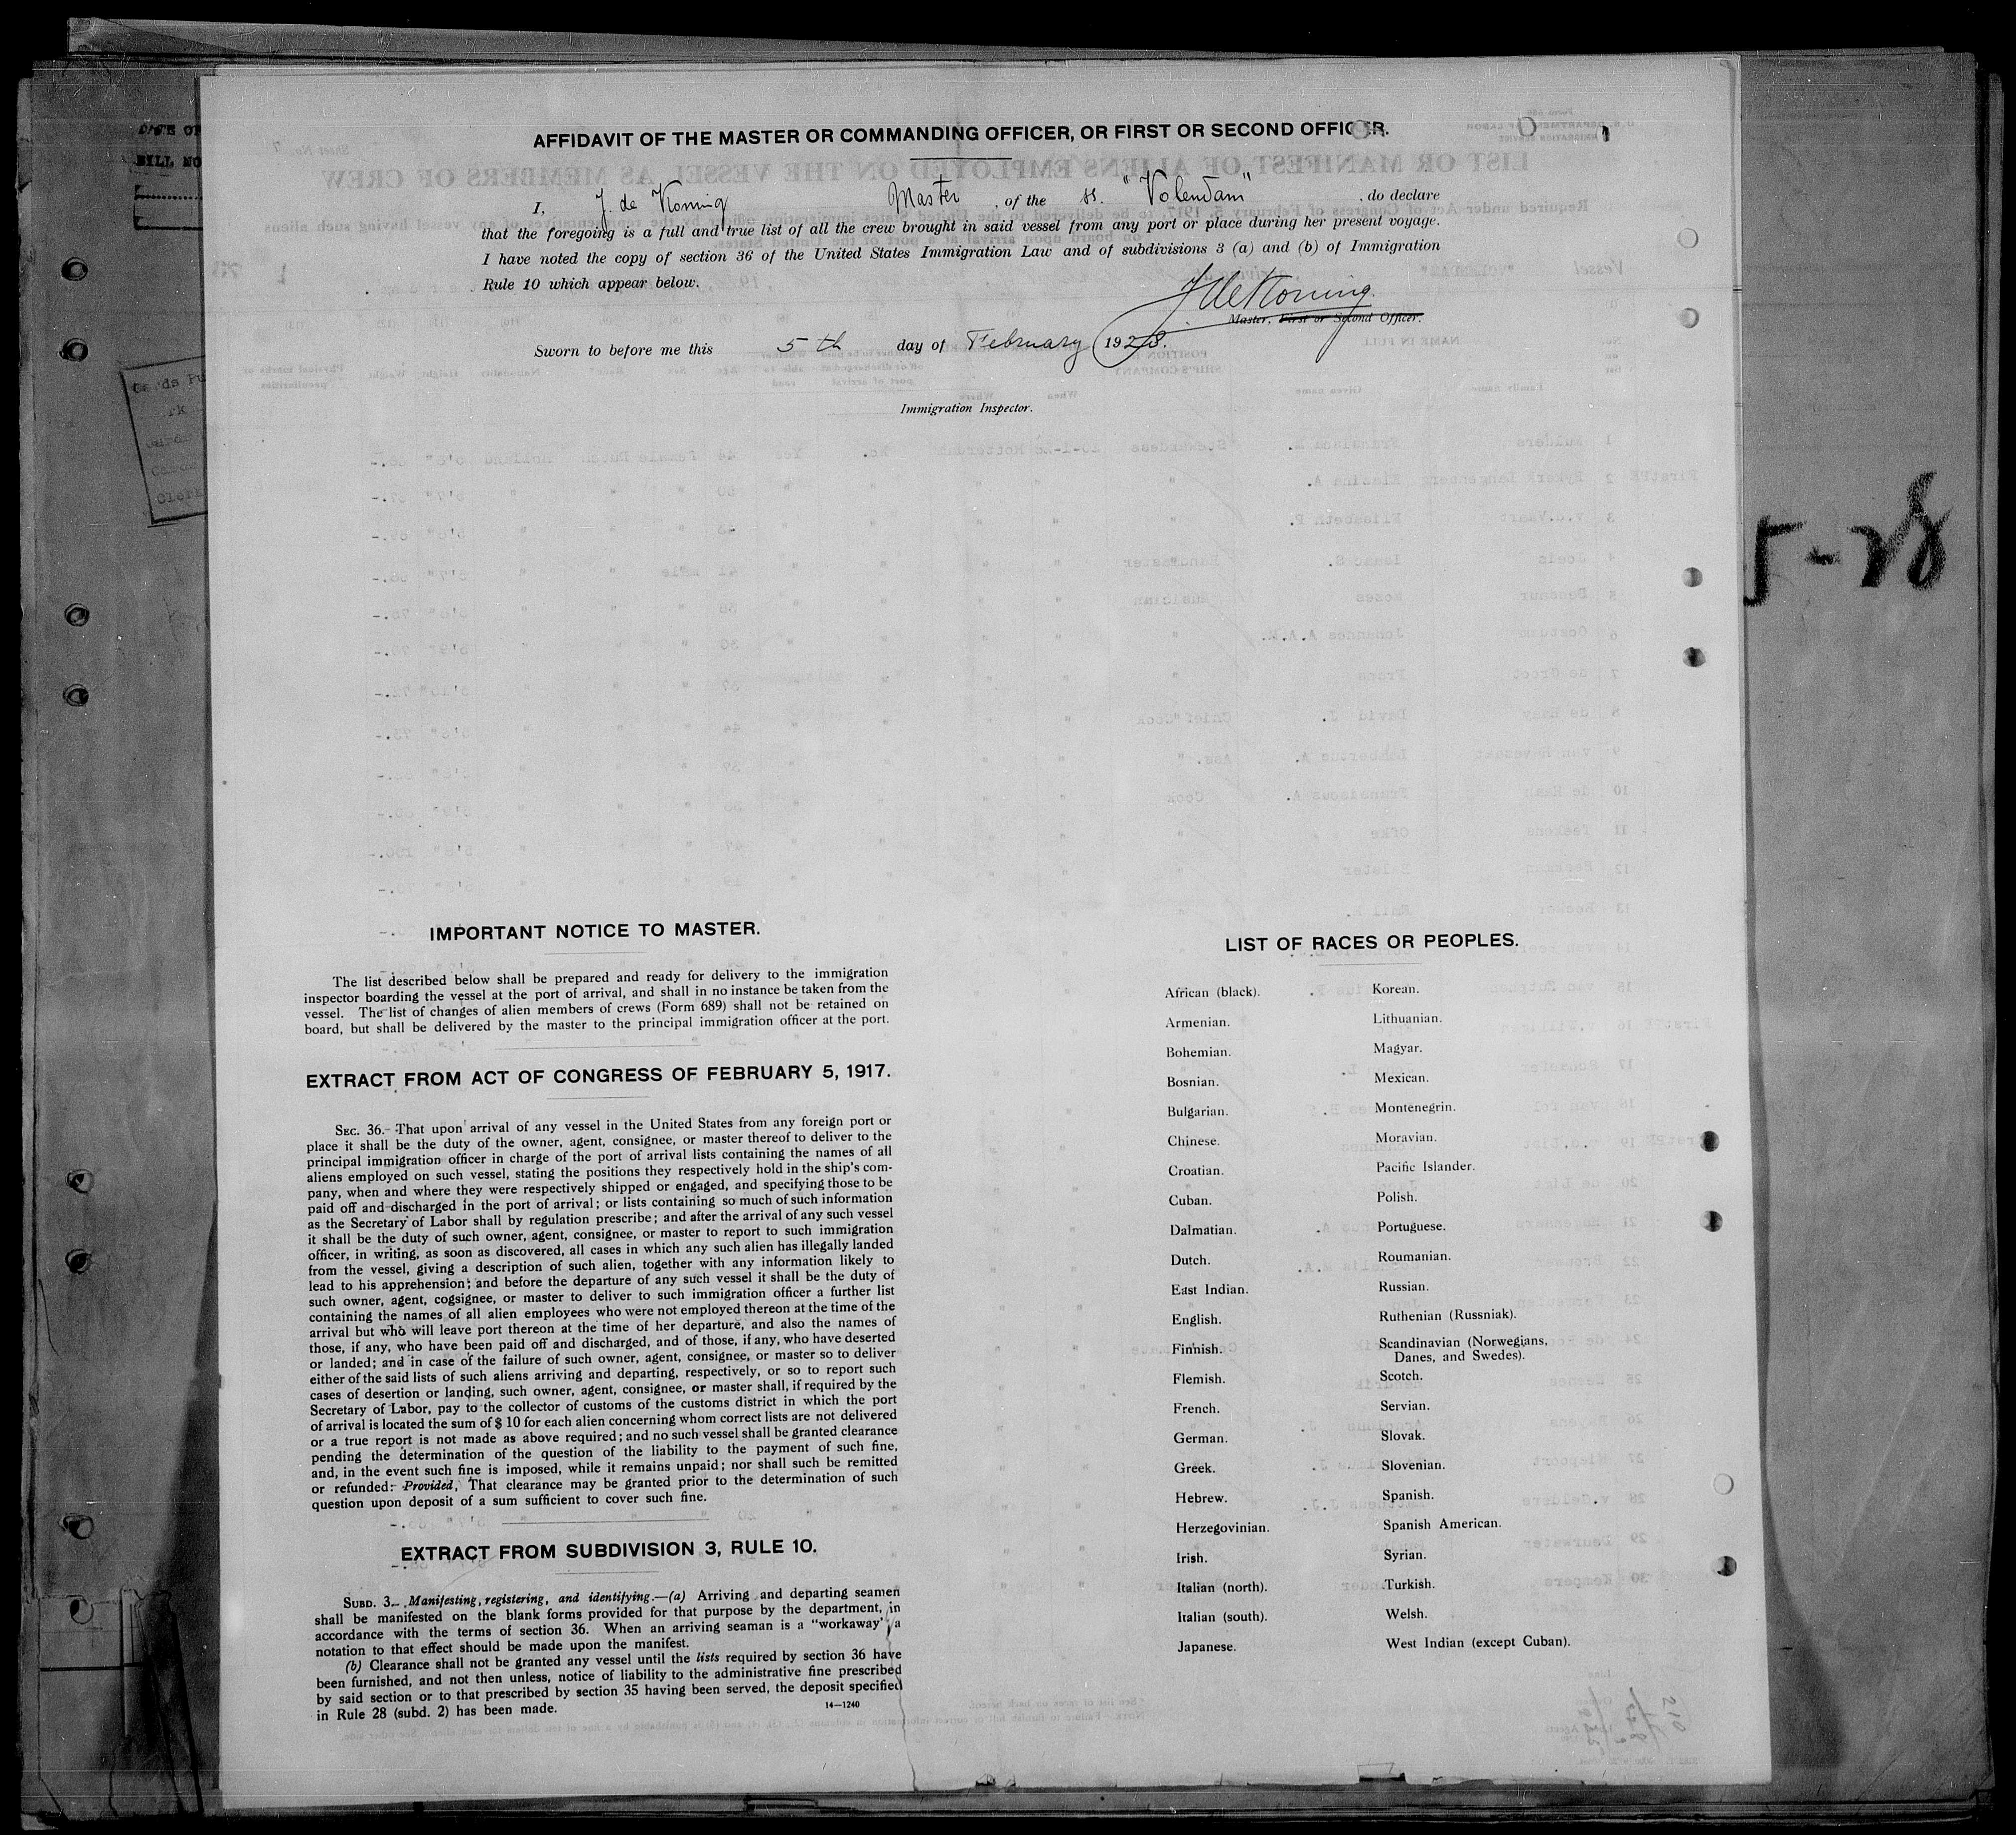 AFFIDAVIT OF THE MASTER OR COMMANDING OFFICER, OR FIRST OR SECOND OFFICER.
I, J. de Koning Master, of the ss. "Volendam", do declare
that the foregoing is a full and true list of all the crew brought in said vessel from any port or place during her present voyage.
I have noted the copy of section 36 of the United States Immigration Law and of subdivisions 3 (a) and (b) of Immigration
Rule 10 which appear below.
J de Koning.
Master, First or Second Officer.
Sworn to before me this 5th day of February 1928.
Immigration Inspector.
5-28
IMPORTANT NOTICE TO MASTER.
The list described below shall be prepared and ready for delivery to the immigration
inspector boarding the vessel at the port of arrival, and shall in no instance be taken from the
vessel. The list of changes of alien members of crews (Form 689) shall not be retained on
board, but shall be delivered by the master to the principal immigration officer at the port.
EXTRACT FROM ACT OF CONGRESS OF FEBRUARY 5, 1917.
SEC. 36. That upon arrival of any vessel in the United States from any foreign port or
place it shall be the duty of the owner, agent, consignee, or master thereof to deliver to the
principal immigration officer in charge of the port of arrival lists containing the names of all
aliens employed on such vessel, stating the positions they respectively hold in the ship's com-
pany, when and where they were respectively shipped or engaged, and specifying those to be
paid off and discharged in the port of arrival; or lists containing so much of such information
as the Secretary of Labor shall by regulation prescribe; and after the arrival of any such vessel
it shall be the duty of such owner, agent, consignee, or master to report to such immigration
officer, in writing, as soon as discovered, all cases in which any such alien has illegally landed
from the vessel, giving a description of such alien, together with any information likely to
lead to his apprehension; and before the departure of any such vessel it shall be the duty of
such owner, agent, cogsignee, or master to deliver to such immigration officer a further list
containing the names of all alien employees who were not employed thereon at the time of the
arrival but who will leave port thereon at the time of her departure, and also the names of
those, if any, who have been paid off and discharged, and of those, if any, who have deserted
or landed; and in case of the failure of such owner, agent, consignee, or master so to deliver
either of the said lists of such aliens arriving and departing, respectively, or so to report such
cases of desertion or landing, such owner, agent, consignee, or master shall, if required by the
Secretary of Labor, pay to the collector of customs of the customs district in which the port
of arrival is located the sum of $ 10 for each alien concerning whom correct lists are not delivered
or a true report is not made as above required; and no such vessel shall be granted clearance
pending the determination of the question of the liability to the payment of such fine,
and, in the event such fine is imposed, while it remains unpaid; nor shall such be remitted
or refunded: Provided, That clearance may be granted prior to the determination of such
question upon deposit of a sum sufficient to cover such fine.
EXTRACT FROM SUBDIVISION 3, RULE 10.
SUBD. 3. Manifesting, registering, and identifying.—(a) Arriving and departing seamen
shall be manifested on the blank forms provided for that purpose by the department, in
accordance with the terms of section 36. When an arriving seaman is a "workaway" a
notation to that effect should be made upon the manifest.
(b) Clearance shall not be granted any vessel until the lists required by section 36 have
been furnished, and not then unless, notice of liability to the administrative fine prescribed
by said section or to that prescribed by section 35 having been served, the deposit specified
in Rule 28 (subd. 2) has been made.
14—1240
LIST OF RACES OR PEOPLES.
African (black).
Armenian.
Bohemian.
Bosnian.
Bulgarian.
Chinese.
Croatian.
Cuban.
Dalmatian.
Dutch.
East Indian.
English.
Finnish.
Flemish.
French.
German.
Greek.
Hebrew.
Herzegovinian.
Irish.
Italian (north).
Italian (south).
Japanese.
Korean.
Lithuanian.
Magyar.
Mexican.
Montenegrin.
Moravian.
Pacific Islander.
Polish.
Portuguese.
Roumanian.
Russian.
Ruthenian (Russniak).
Scandinavian (Norwegians,
Danes, and Swedes).
Scotch.
Servian.
Slovak.
Slovenian.
Spanish.
Spanish American.
Syrian.
Turkish.
Welsh.
West Indian (except Cuban).